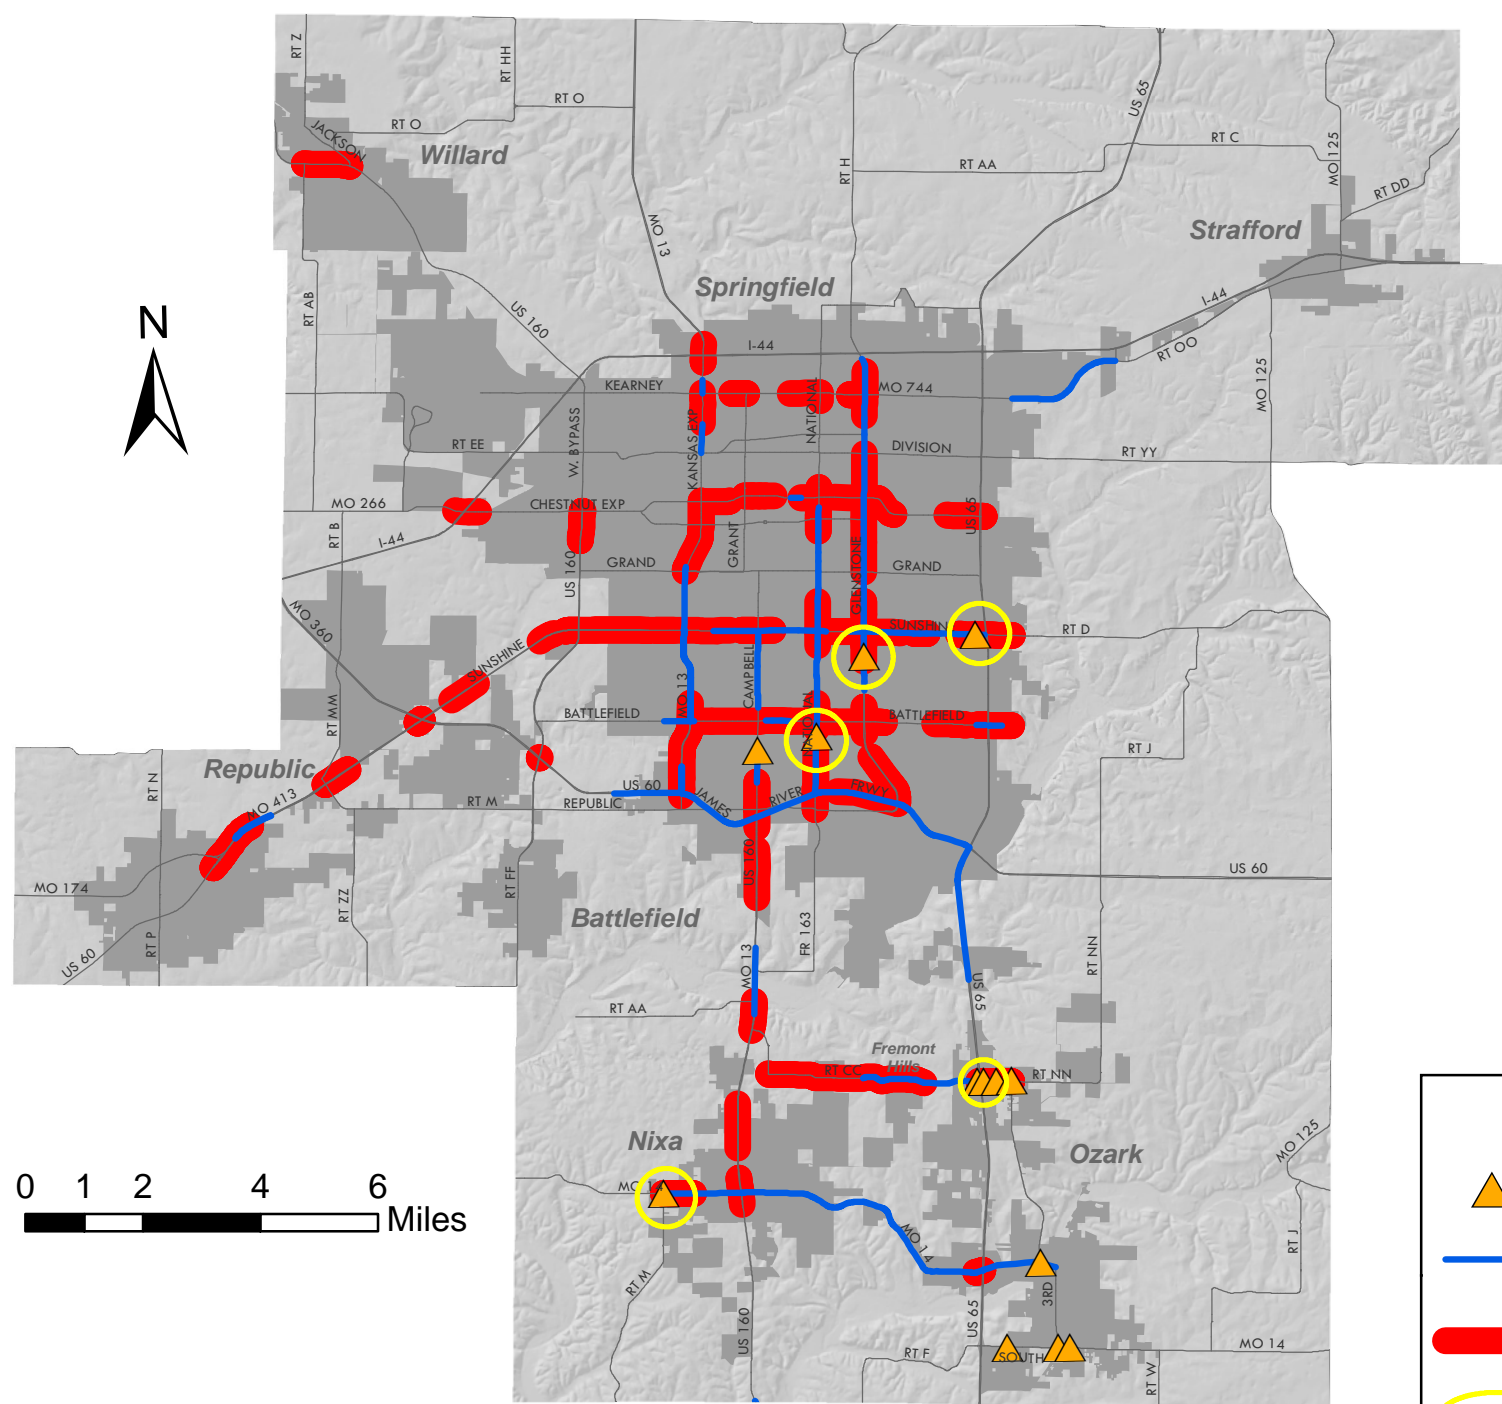 RT Z
RT HH
RT O
RT O
JACKSON
Willard
MO 13
RT H
US 65
RT AA
RT C
MO 125
RT DD
Strafford
Springfield
RT AB
US 160
I-44
I-44
RT OO
MO 125
N
KEARNEY
MO 744
NATIONAL
W. BYPASS
KANSAS EXP
RT EE
DIVISION
RT YY
MO 266
CHESTNUT EXP
US 65
RT B
I-44
GRANT
GRAND
GRAND
GLENSTONE
US 160
MO 360
SUNSHINE
RT D
SUNSHINE
CAMPBELL
MO 13
RT MM
BATTLEFIELD
NATIONAL
BATTLEFIELD
RT J
Republic
RT N
MO 413
US 60
JAMES
RIVER
FRWY
RT M
REPUBLIC
US 160
US 60
MO 174
RT ZZ
RT FF
Battlefield
RT P
US 60
FR 163
MO 13
RT NN
US 65
RT AA
Fremont
Hills
RT CC
RT NN
Nixa
Ozark
MO 125
0 1 2 4 6
Miles
MO 14
MO 14
RT J
RT M
3RD
US 160
US 65
RT F
SOUTH
MO 14
RT W